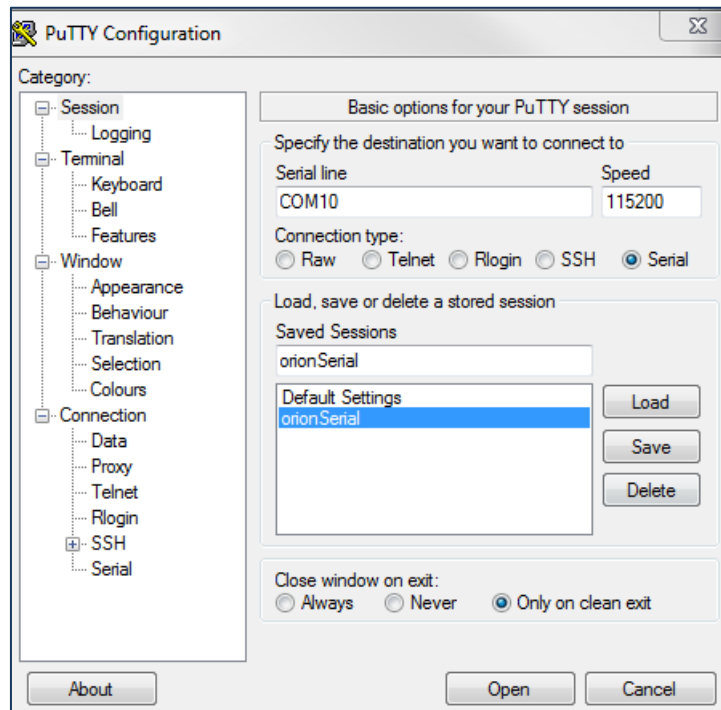 PuTTY Configuration
Category:
Session
Logging
Terminal
Keyboard
Bell
Features
Window
Appearance
Behaviour
Translation
Selection
Colours
Connection
Data
Proxy
Telnet
Rlogin
SSH
Serial
Basic options for your PuTTY session
Specify the destination you want to connect to
Serial line Speed
COM10 115200
Connection type:
Raw Telnet Rlogin SSH Serial
Load, save or delete a stored session
Saved Sessions
orionSerial
Default Settings
orionSerial
Load
Save
Delete
Close window on exit:
Always Never Only on clean exit
About Open Cancel